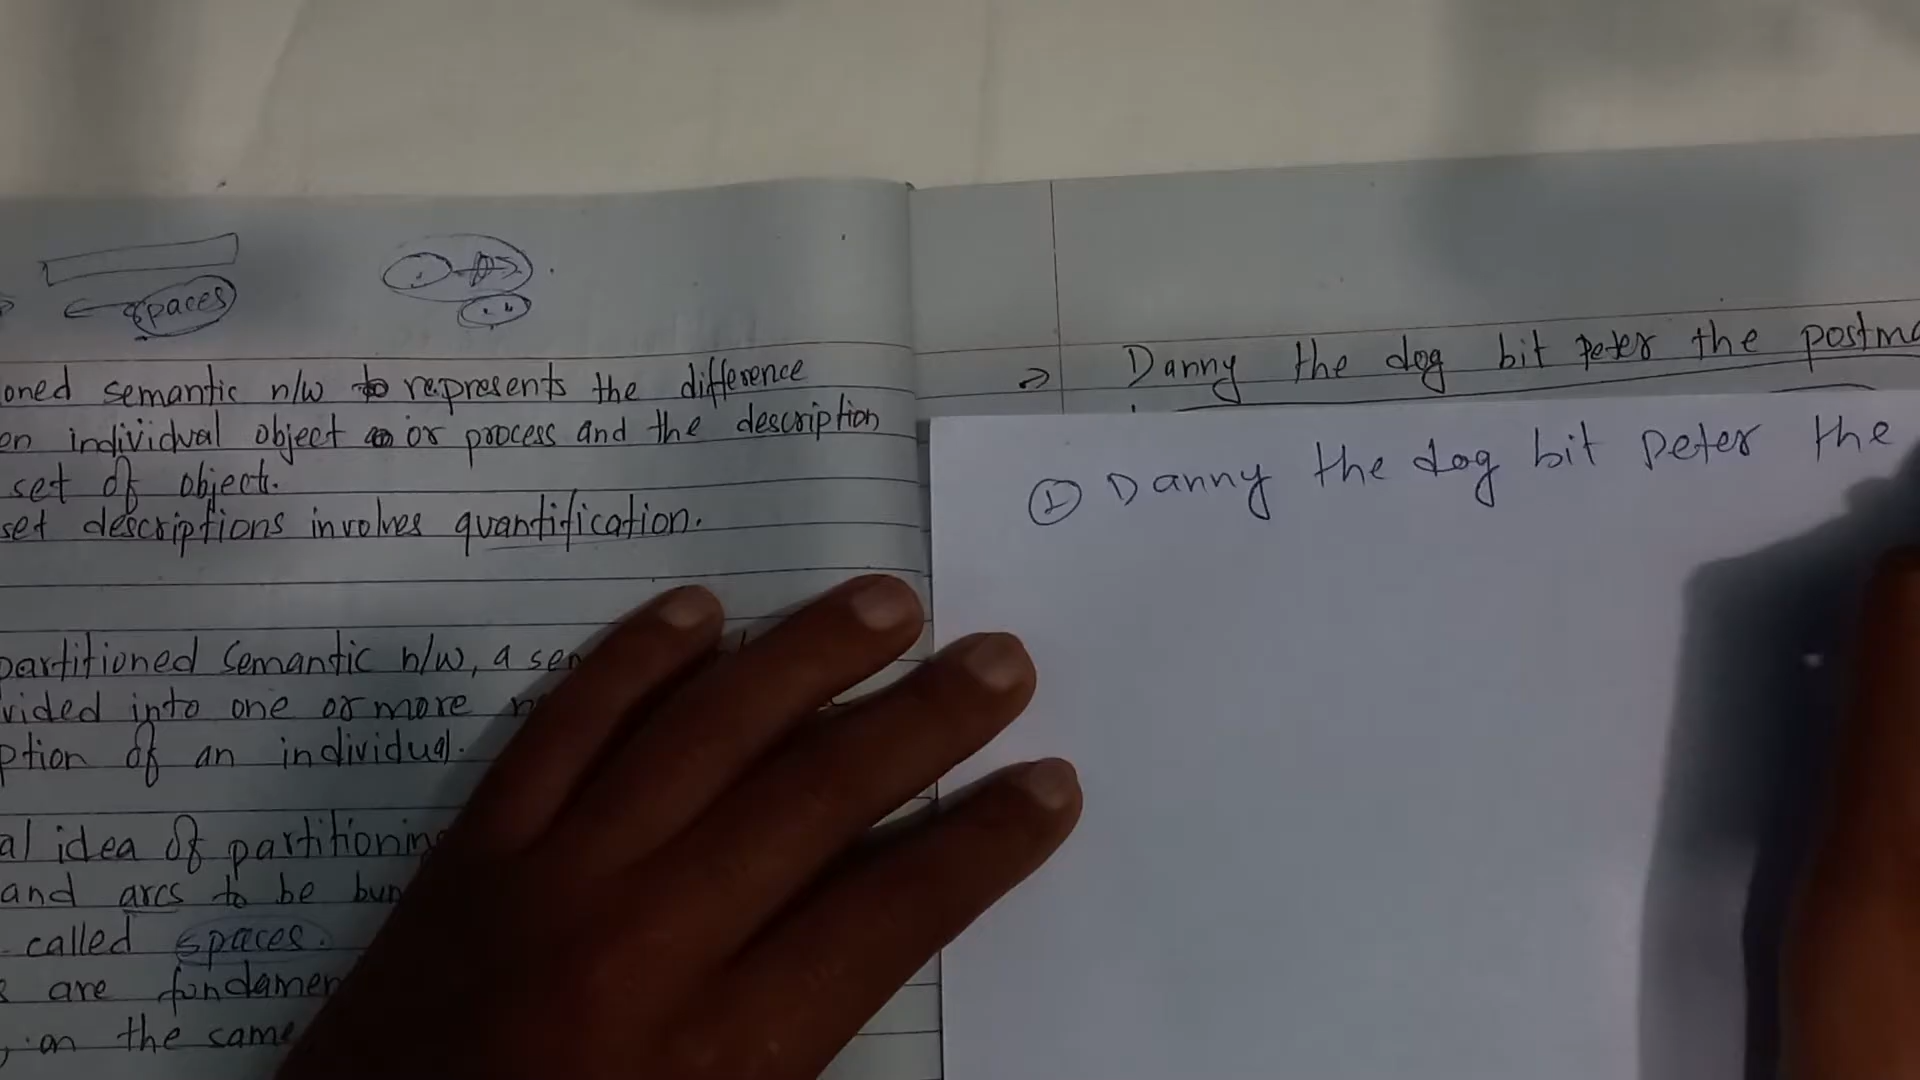 spaces
oned semantic n/w to represents the difference
en individual object or process and the description
set of object.
set descriptions involves quantification.
partitioned semantic n/w, a sem
vided into one or more n
ption of an individual.
al idea of partitioning
and arcs to be bun
called spaces.
s are fundamen
, on the same
⇒ Danny the dog bit peter the postma
① Danny the dog bit peter the